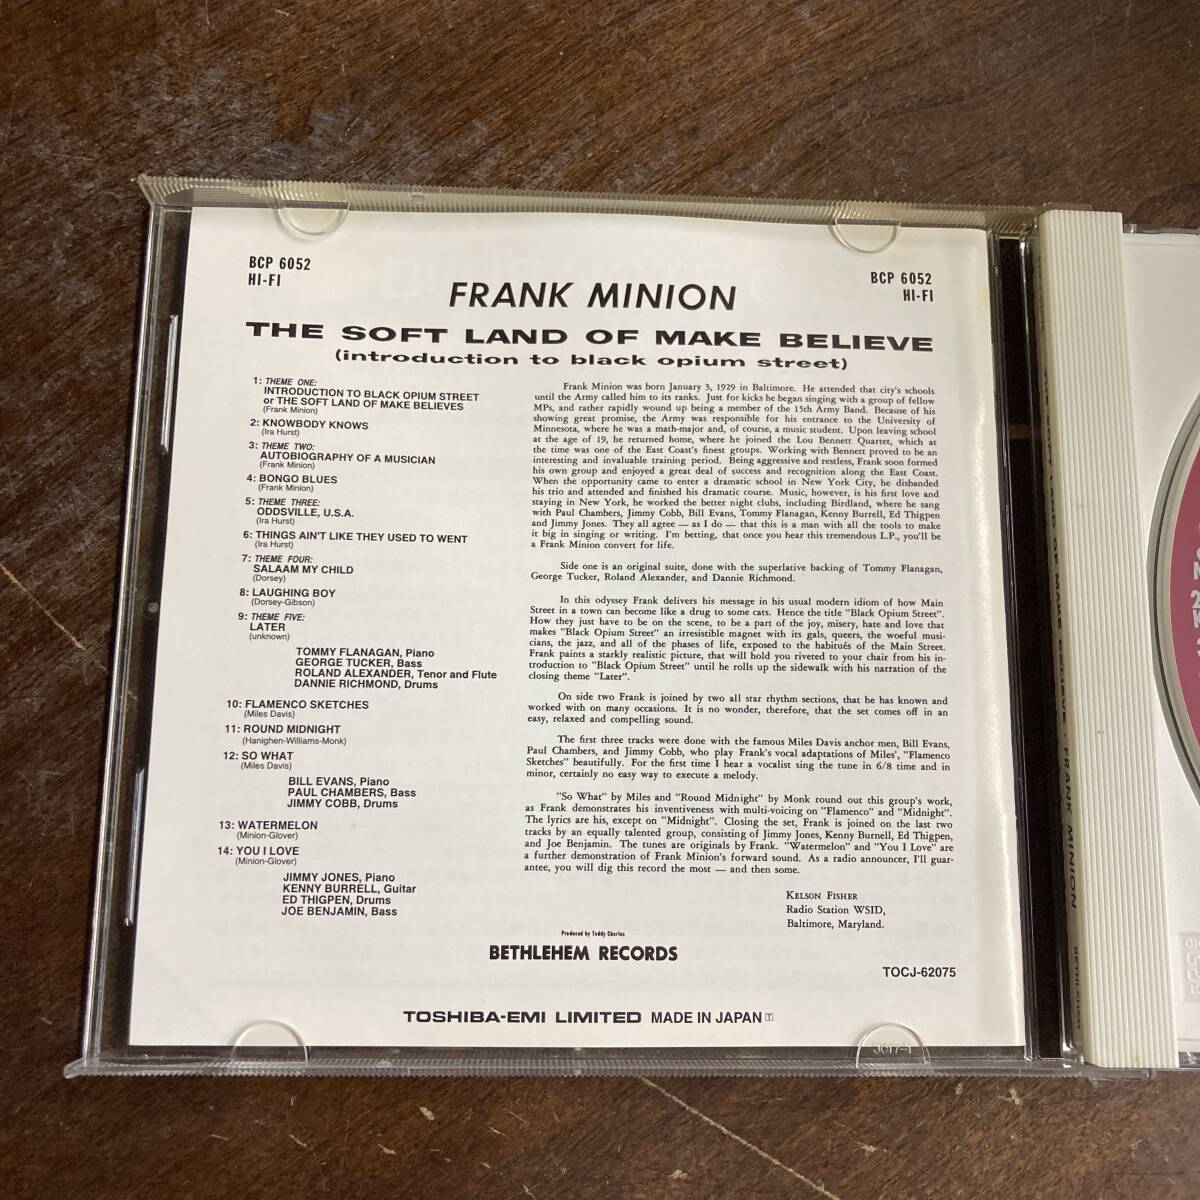 BCP 6052
HI-FI
BCP 6052
HI-FI
FRANK MINION
THE SOFT LAND OF MAKE BELIEVE
(introduction to black opium street)
1: THEME ONE:
INTRODUCTION TO BLACK OPIUM STREET
or THE SOFT LAND OF MAKE BELIEVES
(Frank Minion)
2: KNOWBODY KNOWS
(Ira Hurst)
3: THEME TWO:
AUTOBIOGRAPHY OF A MUSICIAN
(Frank Minion)
4: BONGO BLUES
(Frank Minion)
5: THEME THREE:
ODDSVILLE, U.S.A.
(Ira Hurst)
6: THINGS AIN'T LIKE THEY USED TO WENT
(Ira Hurst)
7: THEME FOUR:
SALAAM MY CHILD
(Dorsey)
8: LAUGHING BOY
(Dorsey-Gibson)
9: THEME FIVE:
LATER
(unknown)
TOMMY FLANAGAN, Piano
GEORGE TUCKER, Bass
ROLAND ALEXANDER, Tenor and Flute
DANNIE RICHMOND, Drums
10: FLAMENCO SKETCHES
(Miles Davis)
11: ROUND MIDNIGHT
(Hanighen-Williams-Monk)
12: SO WHAT
(Miles Davis)
BILL EVANS, Piano
PAUL CHAMBERS, Bass
JIMMY COBB, Drums
13: WATERMELON
(Minion-Glover)
14: YOU I LOVE
(Minion-Glover)
JIMMY JONES, Piano
KENNY BURRELL, Guitar
ED THIGPEN, Drums
JOE BENJAMIN, Bass
Frank Minion was born January 3, 1929 in Baltimore. He attended that city's schools
until the Army called him to its ranks. Just for kicks he began singing with a group of fellow
MPs, and rather rapidly wound up being a member of the 15th Army Band. Because of his
showing great promise, the Army was responsible for his entrance to the University of
Minnesota, where he was a math-major and, of course, a music student. Upon leaving school
at the age of 19, he returned home, where he joined the Lou Bennett Quartet, which at
the time was one of the East Coast's finest groups. Working with Bennett proved to be an
interesting and invaluable training period. Being aggressive and restless, Frank soon formed
his own group and enjoyed a great deal of success and recognition along the East Coast.
When the opportunity came to enter a dramatic school in New York City, he disbanded
his trio and attended and finished his dramatic course. Music, however, is his first love and
staying in New York, he worked the better night clubs, including Birdland, where he sang
with Paul Chambers, Jimmy Cobb, Bill Evans, Tommy Flanagan, Kenny Burrell, Ed Thigpen
and Jimmy Jones. They all agree — as I do — that this is a man with all the tools to make
it big in singing or writing. I'm betting, that once you hear this tremendous L.P., you'll be
a Frank Minion convert for life.
Side one is an original suite, done with the superlative backing of Tommy Flanagan,
George Tucker, Roland Alexander, and Dannie Richmond.
In this odyssey Frank delivers his message in his usual modern idiom of how Main
Street in a town can become like a drug to some cats. Hence the title "Black Opium Street".
How they just have to be on the scene, to be a part of the joy, misery, hate and love that
makes "Black Opium Street" an irresistible magnet with its gals, queers, the woeful musi-
cians, the jazz, and all of the phases of life, exposed to the habitués of the Main Street.
Frank paints a starkly realistic picture, that will hold you riveted to your chair from his in-
troduction to "Black Opium Street" until he rolls up the sidewalk with his narration of the
closing theme "Later".
On side two Frank is joined by two all star rhythm sections, that he has known and
worked with on many occasions. It is no wonder, therefore, that the set comes off in an
easy, relaxed and compelling sound.
The first three tracks were done with the famous Miles Davis anchor men, Bill Evans,
Paul Chambers, and Jimmy Cobb, who play Frank's vocal adaptations of Miles', "Flamenco
Sketches" beautifully. For the first time I hear a vocalist sing the tune in 6/8 time and in
minor, certainly no easy way to execute a melody.
"So What" by Miles and "Round Midnight" by Monk round out this group's work,
as Frank demonstrates his inventiveness with multi-voicing on "Flamenco" and "Midnight".
The lyrics are his, except on "Midnight". Closing the set, Frank is joined on the last two
tracks by an equally talented group, consisting of Jimmy Jones, Kenny Burnell, Ed Thigpen,
and Joe Benjamin. The tunes are originals by Frank. "Watermelon" and "You I Love" are
a further demonstration of Frank Minion's forward sound. As a radio announcer, I'll guar-
antee, you will dig this record the most — and then some.
KELSON FISHER
Radio Station WSID,
Baltimore, Maryland.
Produced by Teddy Charles
BETHLEHEM RECORDS
TOCJ-62075
TOSHIBA-EMI LIMITED MADE IN JAPAN T